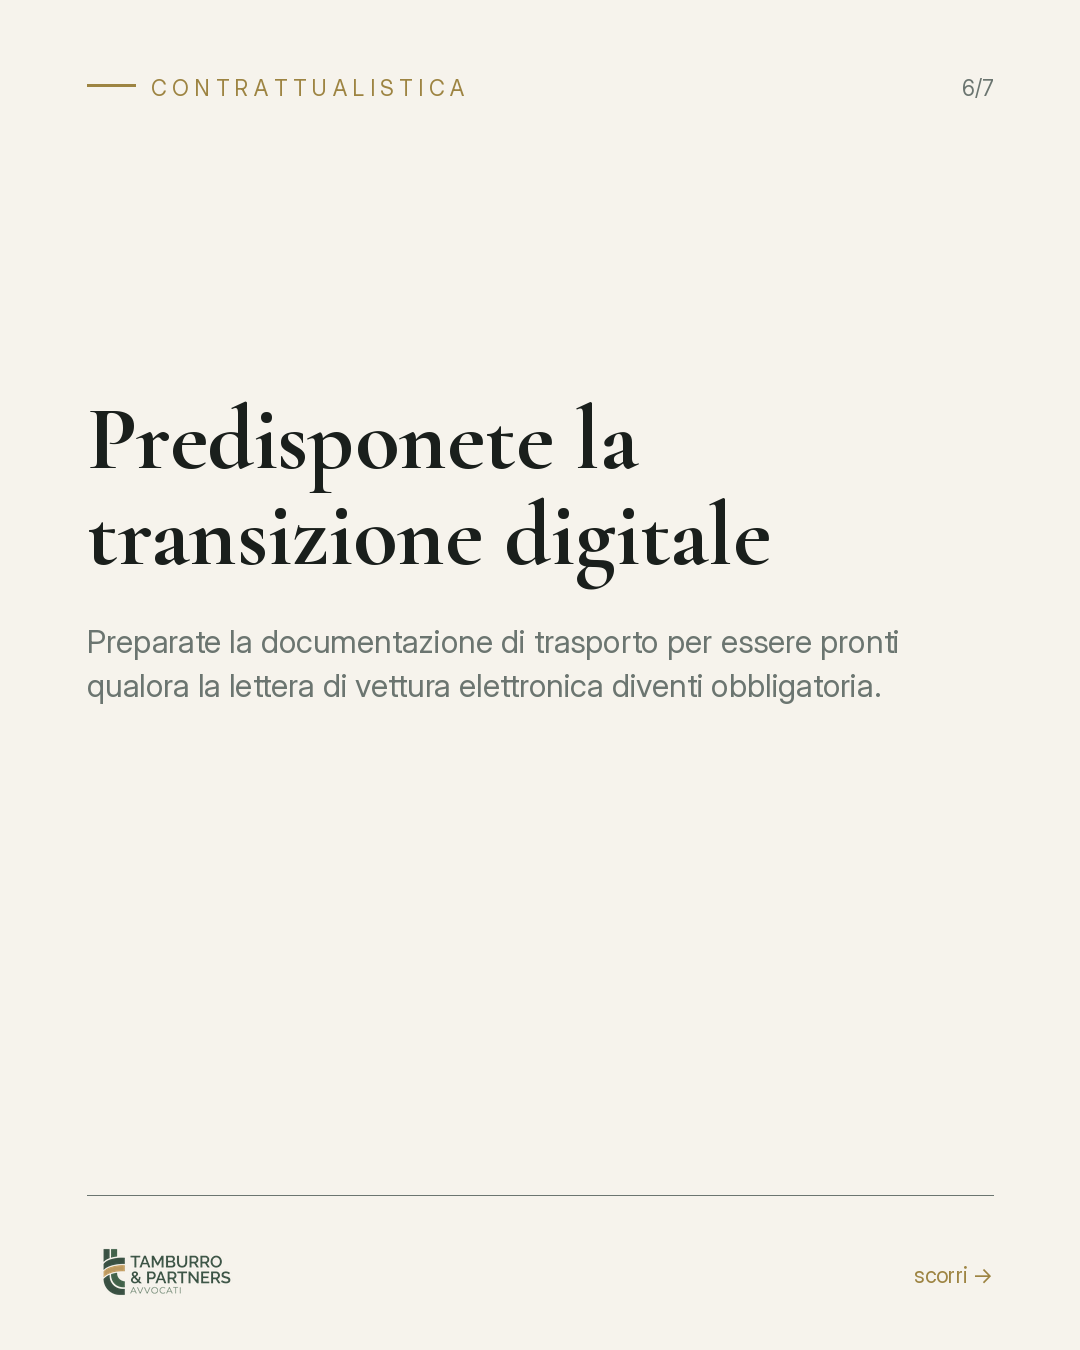 CONTRATTUALISTICA
6/7
Predisponete la
transizione digitale
Preparate la documentazione di trasporto per essere pronti
qualora la lettera di vettura elettronica diventi obbligatoria.
TAMBURRO
& PARTNERS
AVVOCATI
scorri →